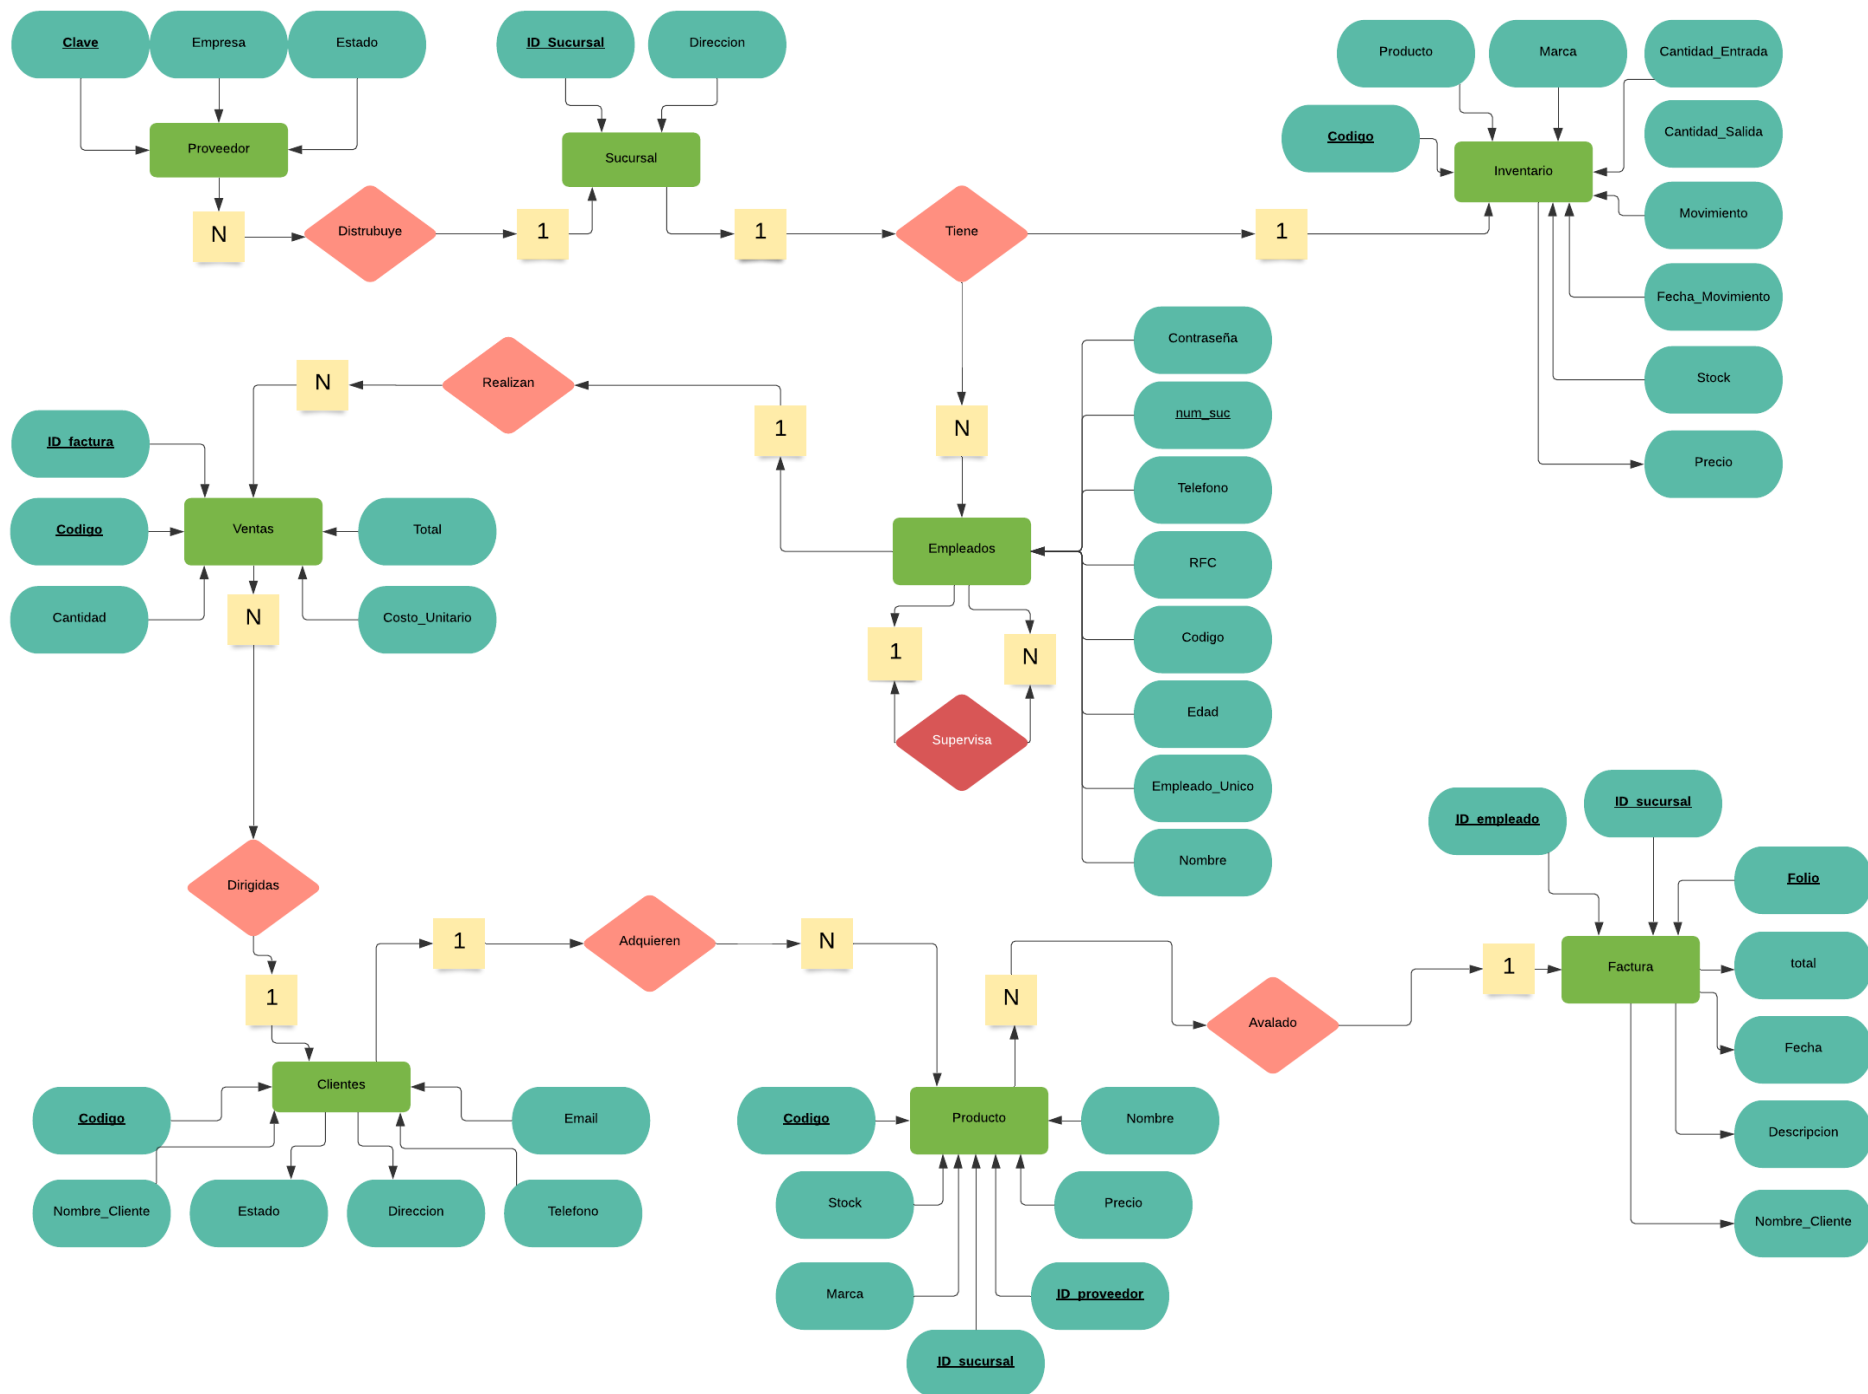 Clave
Empresa
Estado
ID_Sucursal
Direccion
Producto
Marca
Cantidad_Entrada
Proveedor
Sucursal
Codigo
Cantidad_Salida
Inventario
N
Distrubuye
1
1
Tiene
1
Movimiento
Fecha_Movimiento
Contraseña
Stock
N
Realizan
1
N
num_suc
ID_factura
Precio
Telefono
Codigo
Ventas
Total
Empleados
RFC
Cantidad
N
Costo_Unitario
1
N
Codigo
Supervisa
Edad
Empleado_Unico
Nombre
ID_empleado
ID_sucursal
Dirigidas
Folio
1
Adquieren
N
Factura
total
1
N
1
Avalado
Fecha
Clientes
Codigo
Email
Codigo
Producto
Nombre
Descripcion
Nombre_Cliente
Estado
Direccion
Telefono
Stock
Precio
Nombre_Cliente
Marca
ID_proveedor
ID_sucursal